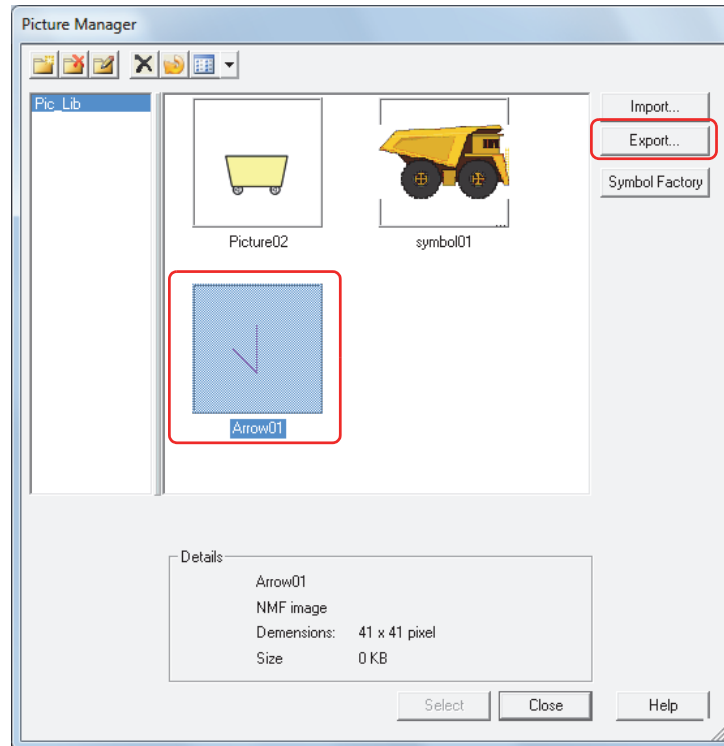 Picture Manager
Pic_Lib
Import...
Export...
Symbol Factory
Picture02
symbol01
...
Arrow01
Details
Arrow01
NMF image
Demensions: 41 x 41 pixel
Size 0 KB
Select
Close
Help